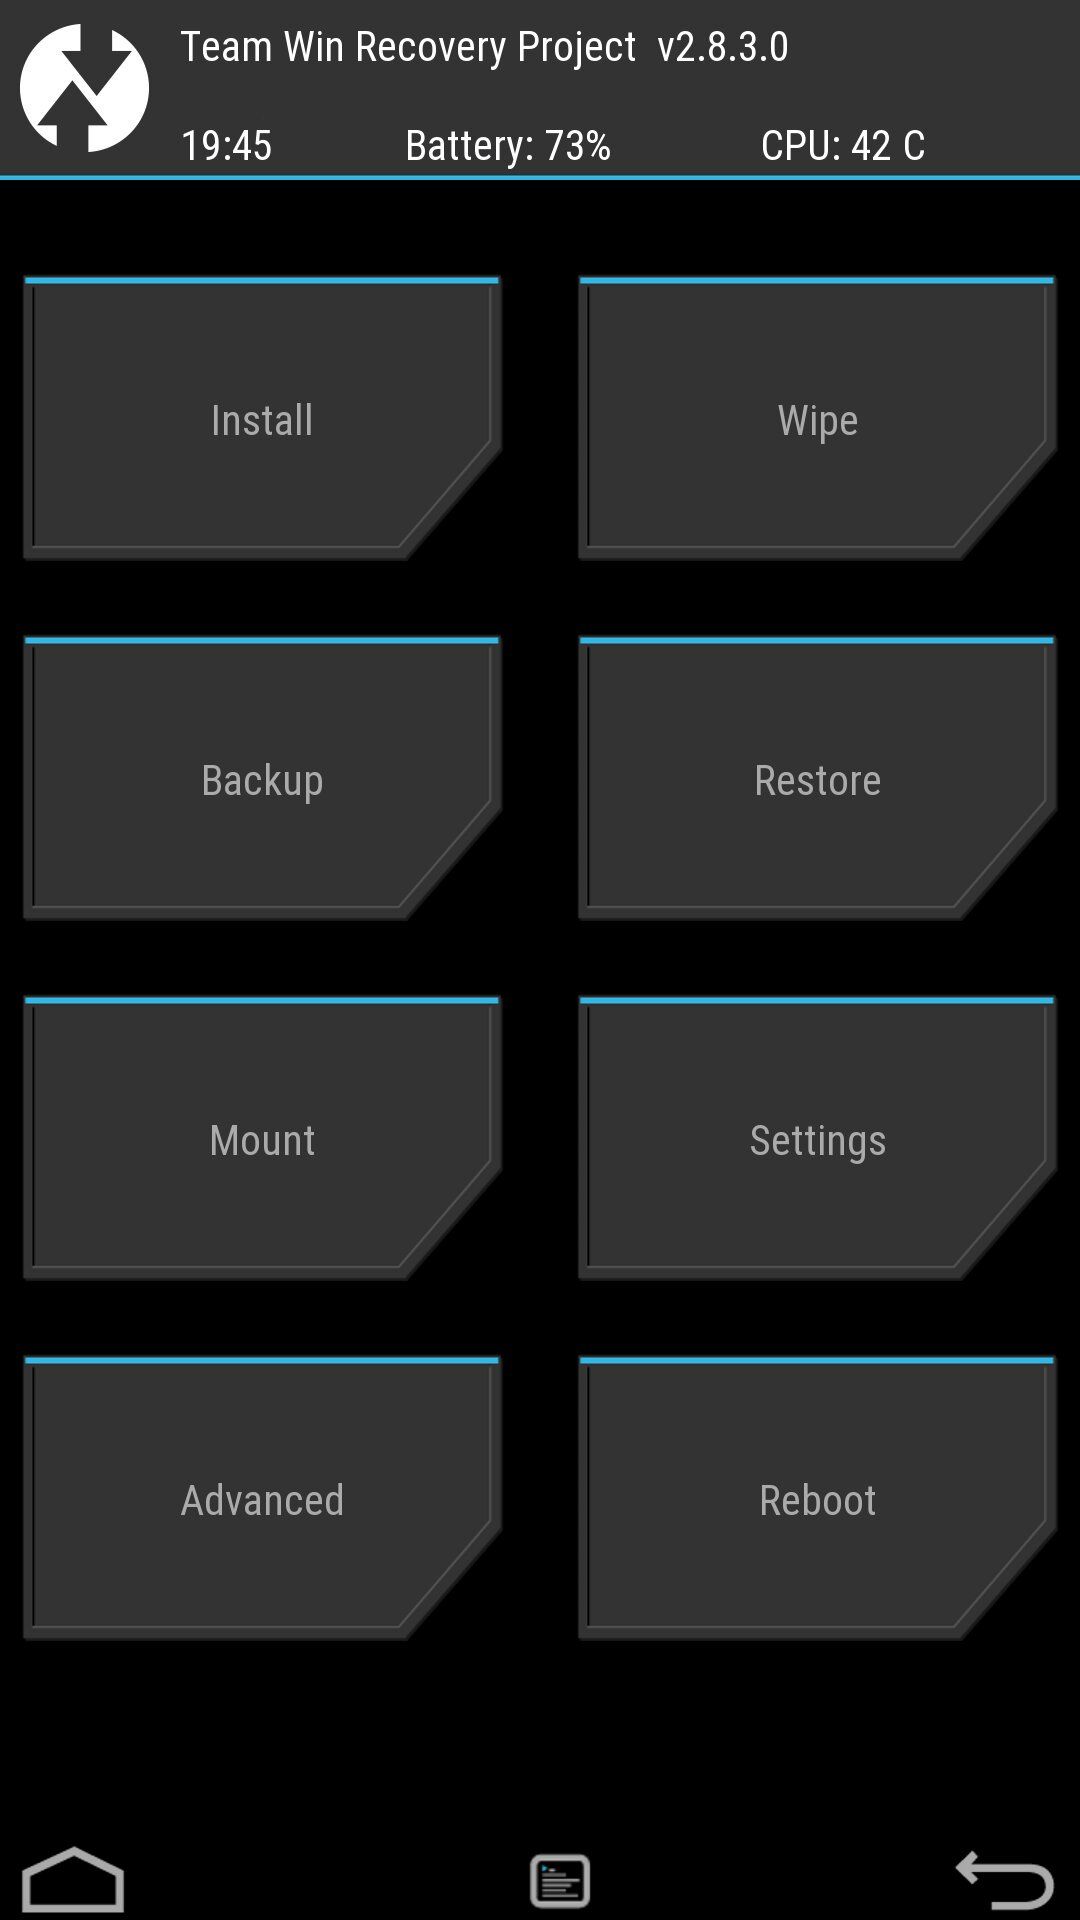 Team Win Recovery Project v2.8.3.0
19:45 Battery: 73% CPU: 42 C
Install Wipe
Backup Restore
Mount Settings
Advanced Reboot